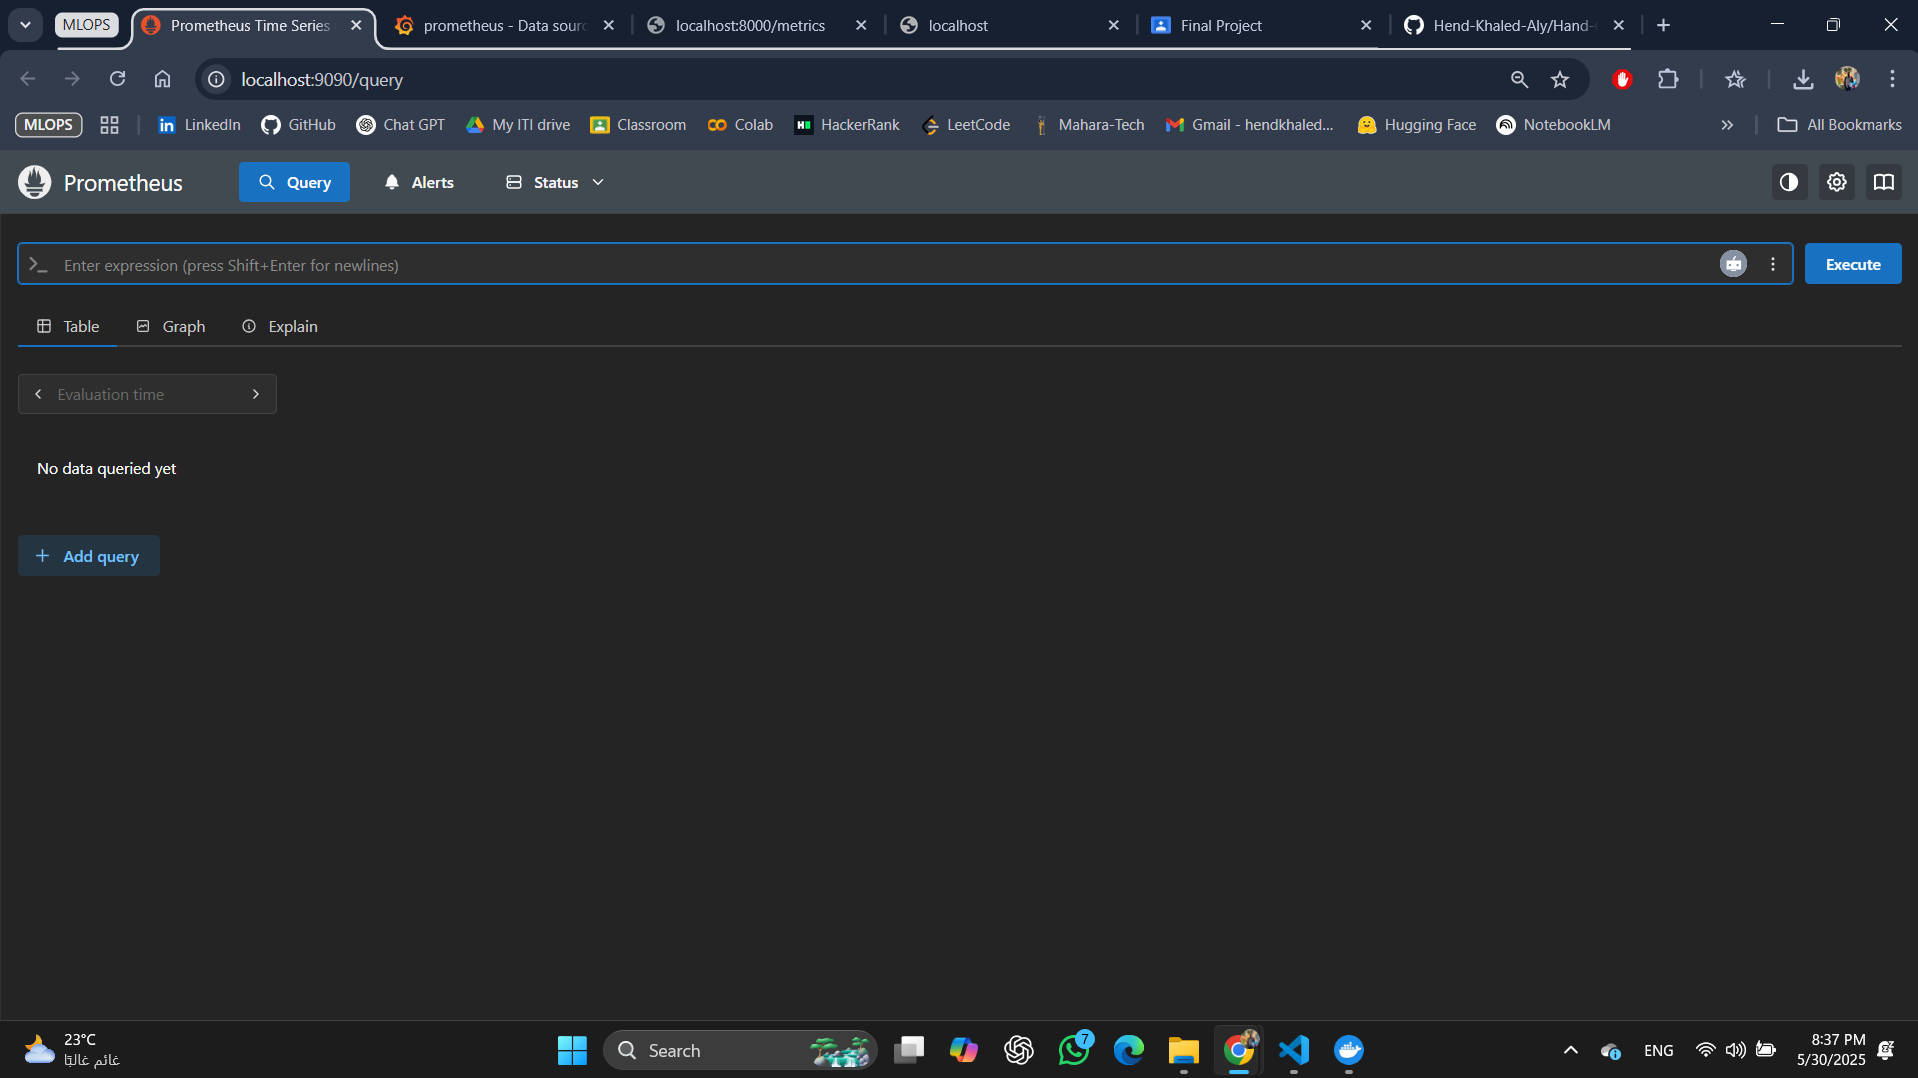 MLOPS
Prometheus Time Series
prometheus - Data sour
localhost:8000/metrics
localhost
Final Project
Hend-Khaled-Aly/Hand-
localhost:9090/query
MLOPS
LinkedIn
GitHub
Chat GPT
My ITI drive
Classroom
Colab
HackerRank
LeetCode
Mahara-Tech
Gmail - hendkhaled...
Hugging Face
NotebookLM
All Bookmarks
Prometheus
Query
Alerts
Status
Enter expression (press Shift+Enter for newlines)
Execute
Table
Graph
Explain
Evaluation time
No data queried yet
Add query
23°C
غائم غالبًا
Search
7
ENG
8:37 PM
5/30/2025